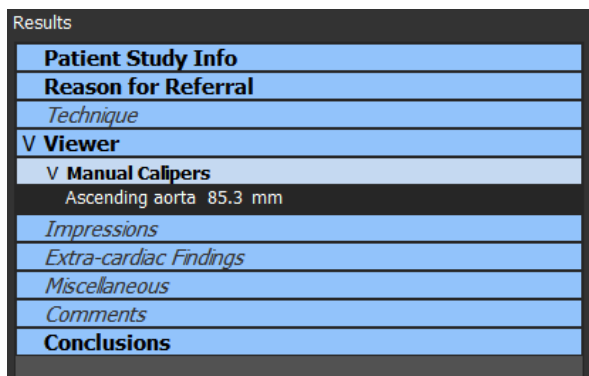 Results
Patient Study Info
Reason for Referral
Technique
V Viewer
V Manual Calipers
Ascending aorta 85.3 mm
Impressions
Extra-cardiac Findings
Miscellaneous
Comments
Conclusions